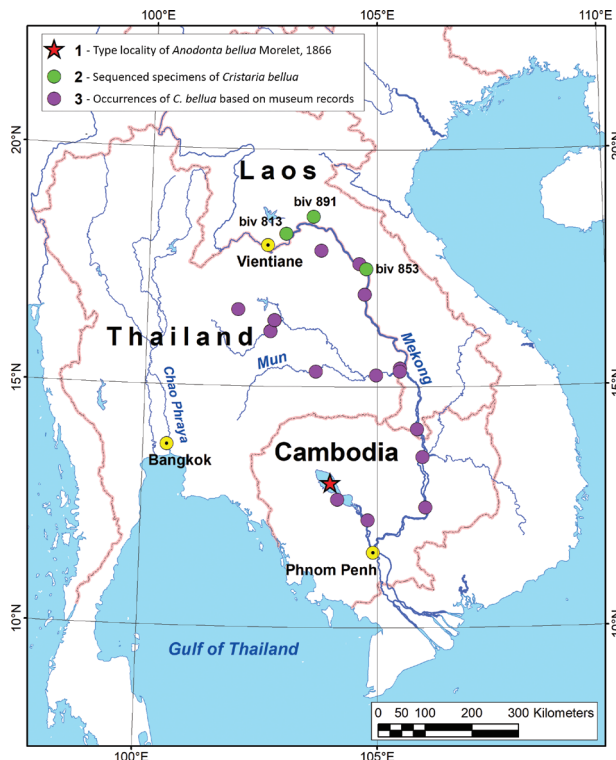 100°E 105°E 110°E
1 - Type locality of Anodonta bellua Morelet, 1866
2 - Sequenced specimens of Cristaria bellua
3 - Occurrences of C. bellua based on museum records
20°N 20°N
Laos
biv 891
biv 813
Vientiane
biv 853
Thailand
Mekong
Mun
15°N 15°N
Chao Phraya
Cambodia
Bangkok
Phnom Penh
10°N 10°N
Gulf of Thailand
0 50 100 200 300 Kilometers
100°E 105°E